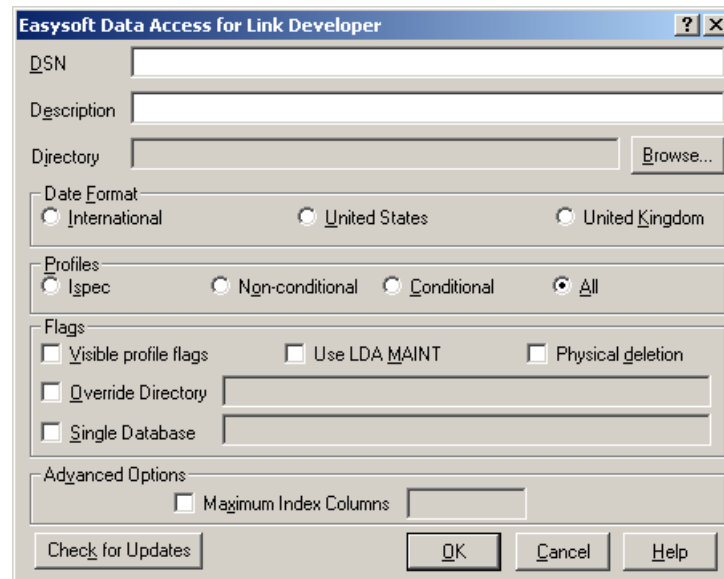 Easysoft Data Access for Link Developer
DSN
Description
Directory Browse...
Date Format
International United States United Kingdom
Profiles
Ispec Non-conditional Conditional All
Flags
Visible profile flags Use LDA MAINT Physical deletion
Override Directory
Single Database
Advanced Options
Maximum Index Columns
Check for Updates OK Cancel Help